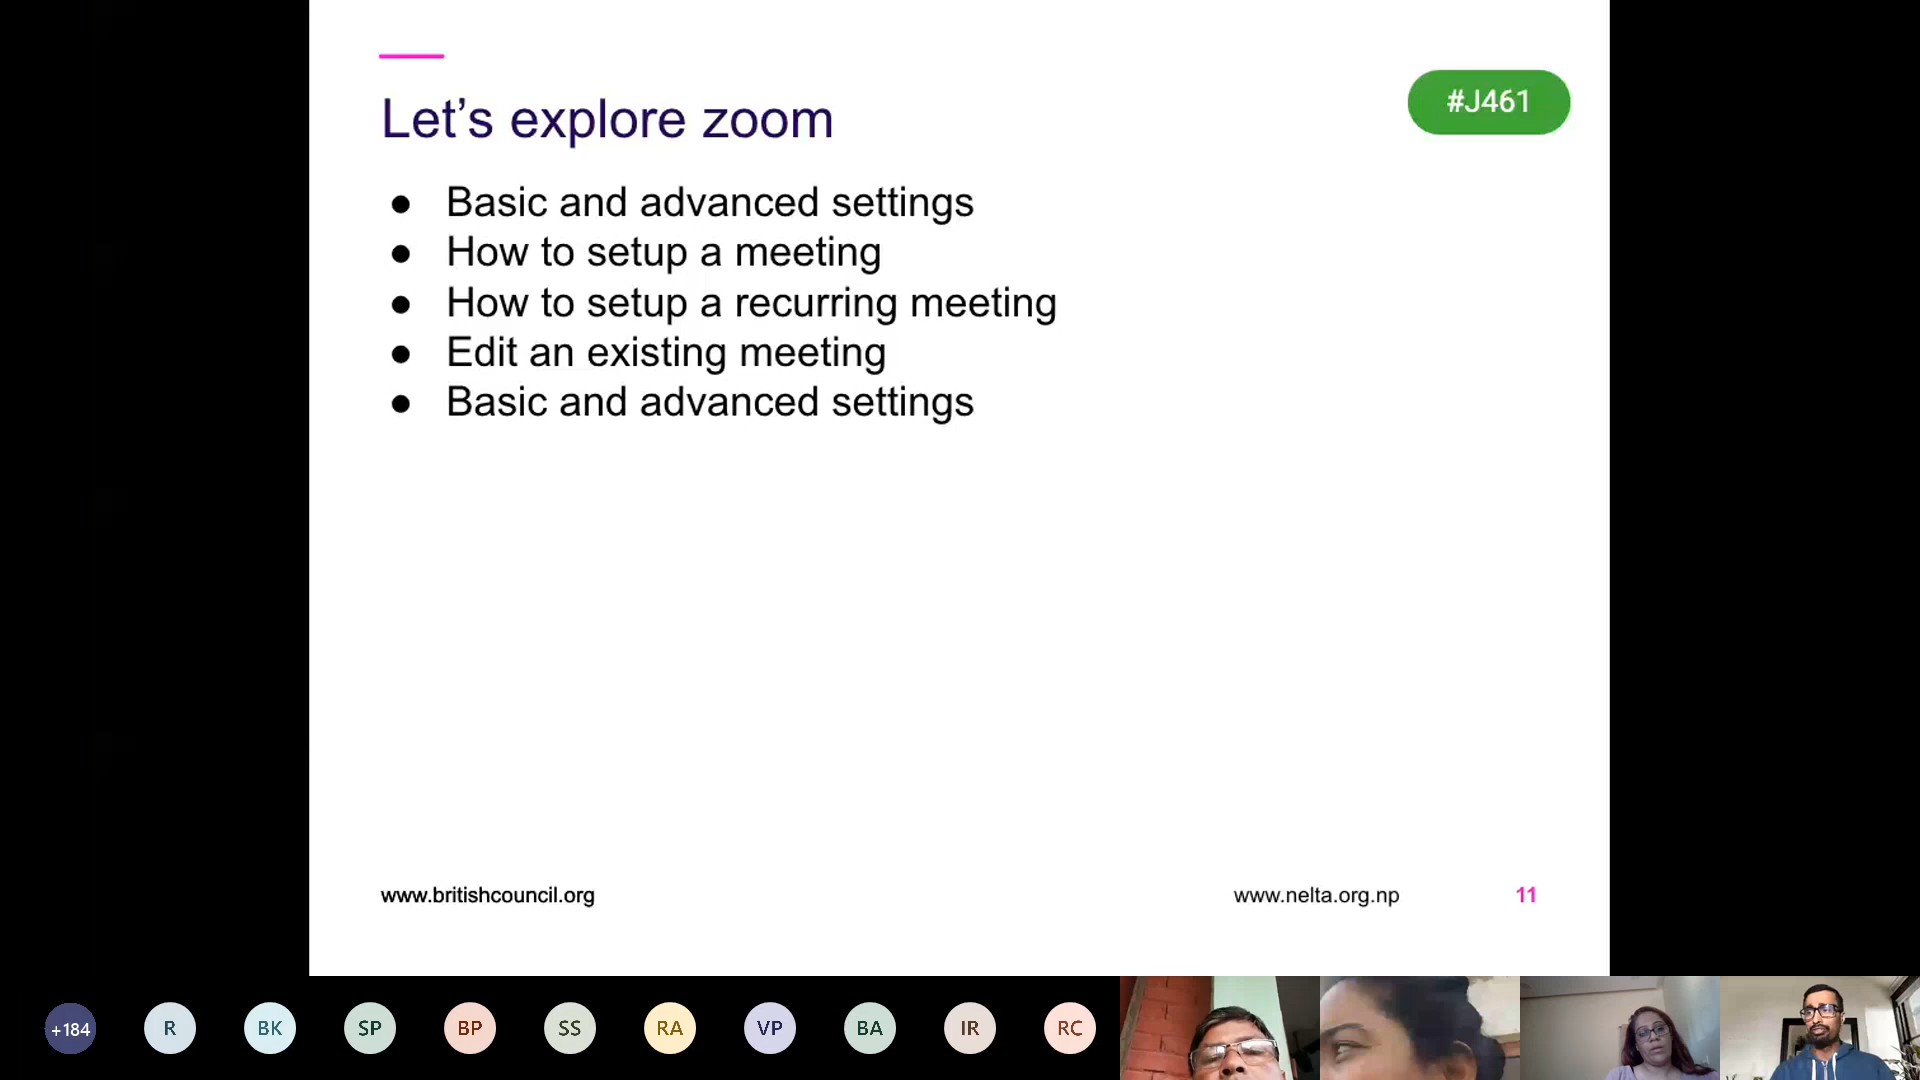 #J461
Let’s explore zoom
● Basic and advanced settings
● How to setup a meeting
● How to setup a recurring meeting
● Edit an existing meeting
● Basic and advanced settings
www.britishcouncil.org
www.nelta.org.np
11
+184
R
BK
SP
BP
SS
RA
VP
BA
IR
RC